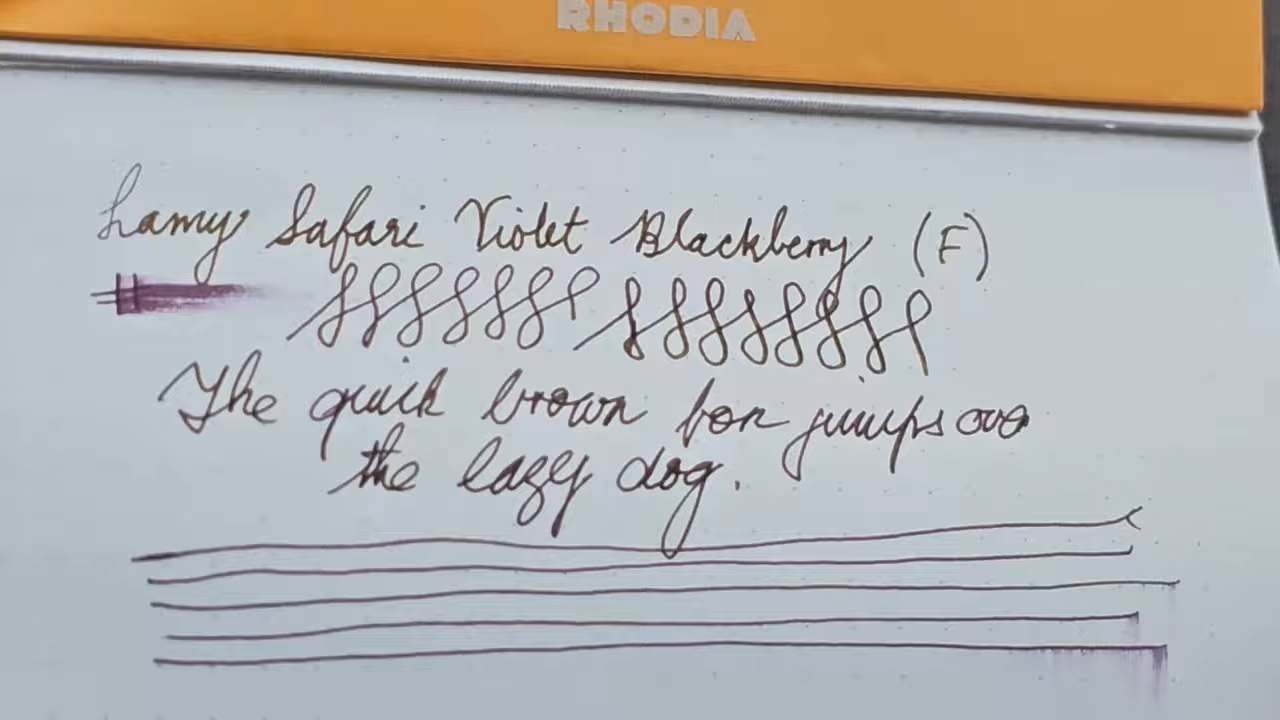 RHODIA
Lamy Safari Violet Blackberry (F)
The quick brown fox jumps over
the lazy dog.